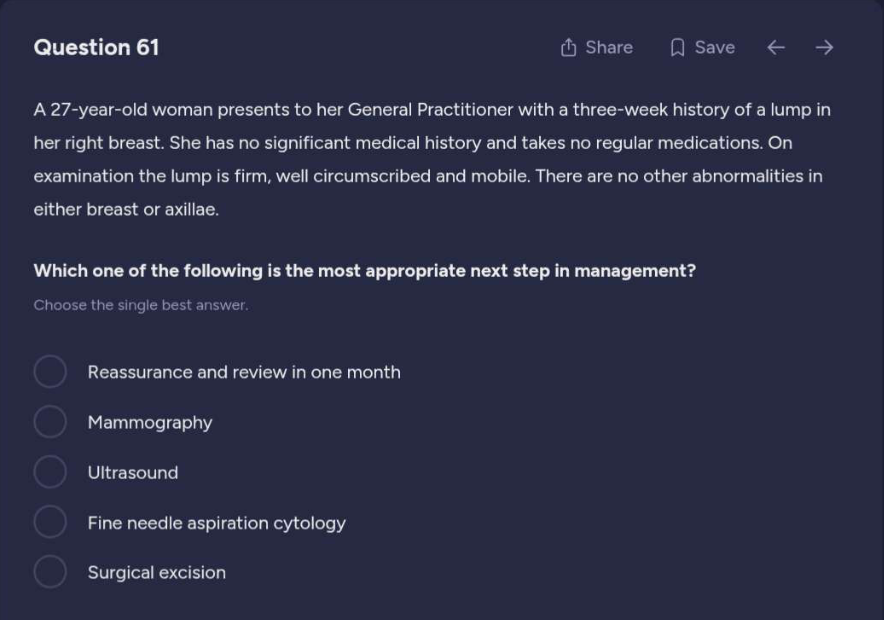 Question 61
Share
Save
A 27-year-old woman presents to her General Practitioner with a three-week history of a lump in
her right breast. She has no significant medical history and takes no regular medications. On
examination the lump is firm, well circumscribed and mobile. There are no other abnormalities in
either breast or axillae.
Which one of the following is the most appropriate next step in management?
Choose the single best answer.
Reassurance and review in one month
Mammography
Ultrasound
Fine needle aspiration cytology
Surgical excision